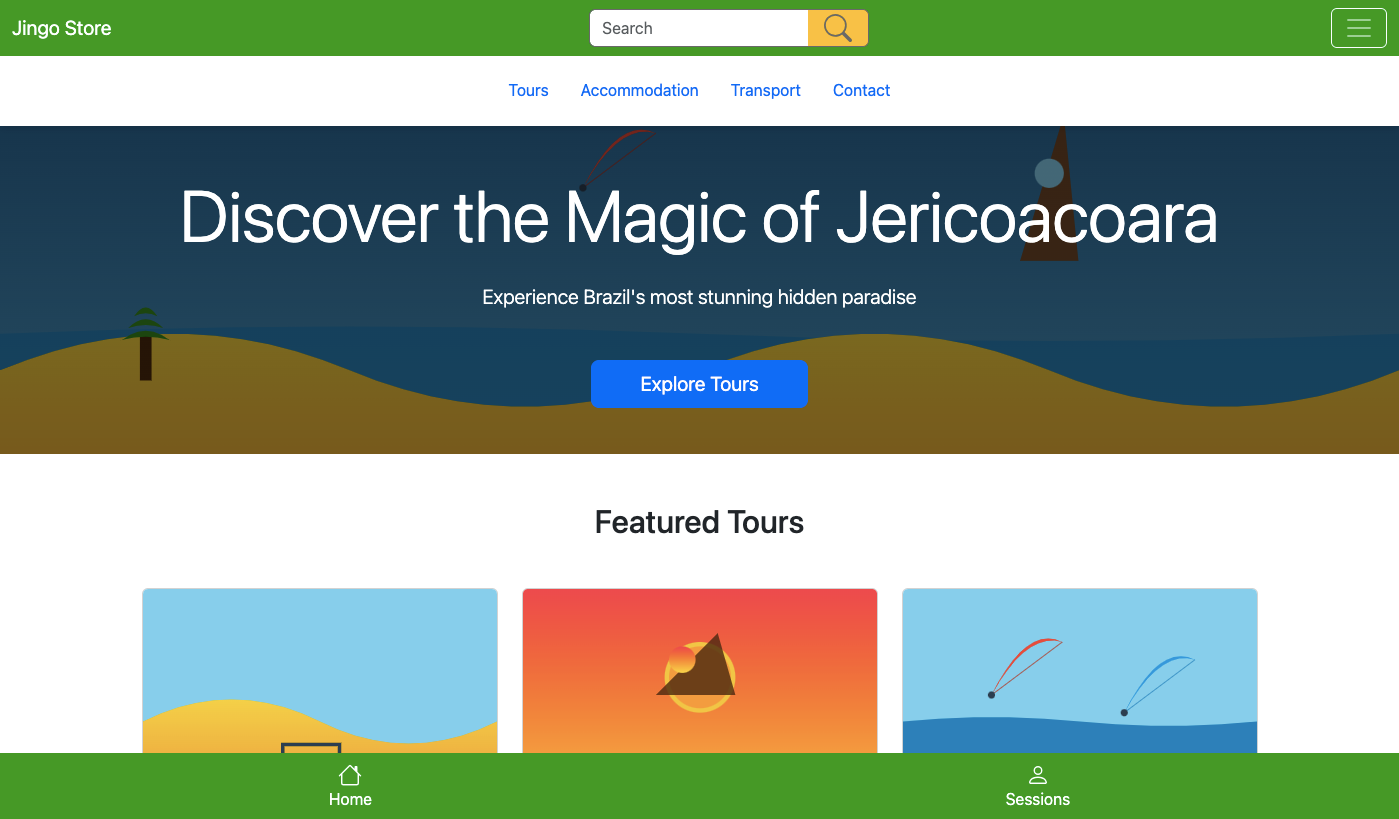 Jingo Store
Search
Tours Accommodation Transport Contact
Discover the Magic of Jericoacoara
Experience Brazil's most stunning hidden paradise
Explore Tours
Featured Tours
Home Sessions